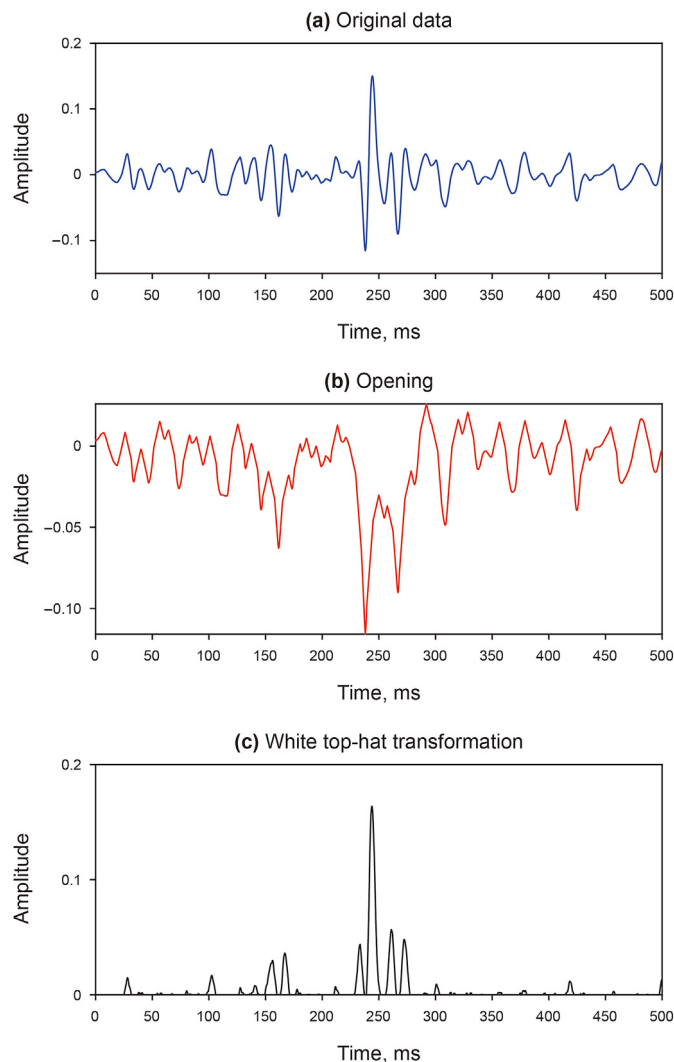 (a) Original data
0.2
0.1
0
−0.1
Amplitude
0 50 100 150 200 250 300 350 400 450 500
Time, ms
(b) Opening
0
−0.05
−0.10
Amplitude
0 50 100 150 200 250 300 350 400 450 500
Time, ms
(c) White top-hat transformation
0.2
0.1
0
Amplitude
0 50 100 150 200 250 300 350 400 450 500
Time, ms